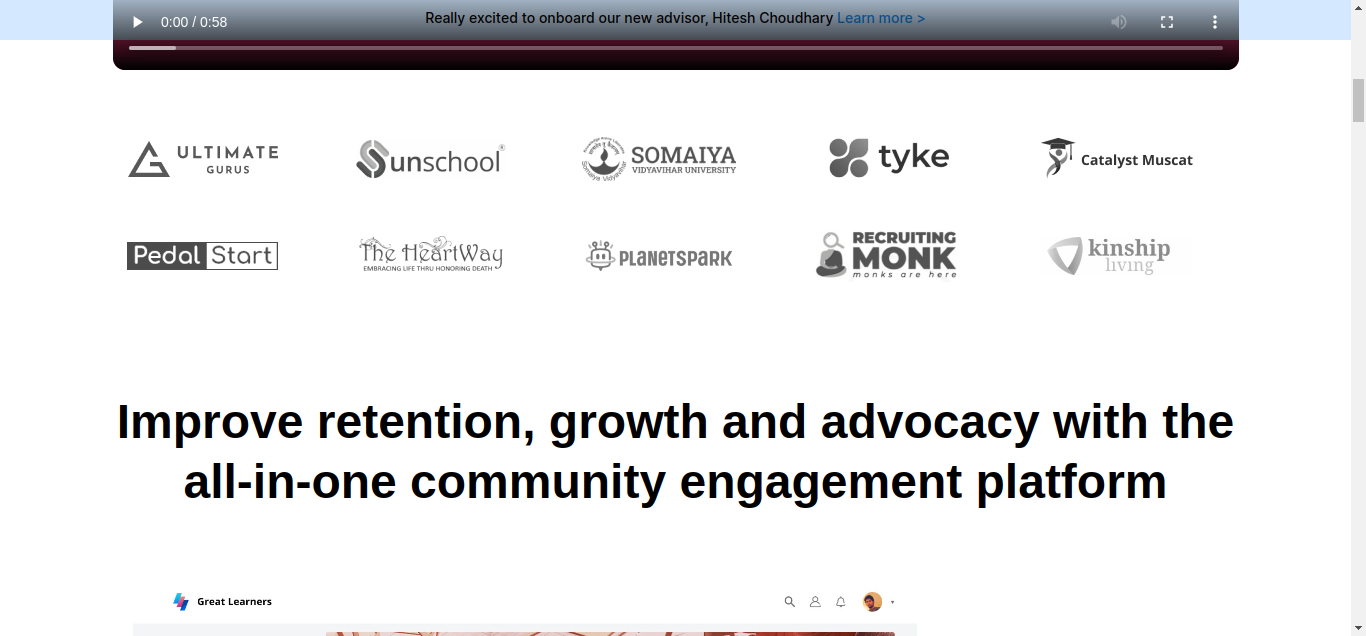 Really excited to onboard our new advisor, Hitesh Choudhary Learn more >
0:00 / 0:58
ULTIMATE
GURUS
unschool®
SOMAIYA
VIDYAVIHAR UNIVERSITY
tyke
Catalyst Muscat
Pedal Start
The HeartWay
EMBRACING LIFE THRU HONORING DEATH
PLANETSPARK
RECRUITING
MONK
monks are here
kinship
living
Improve retention, growth and advocacy with the
all-in-one community engagement platform
Great Learners